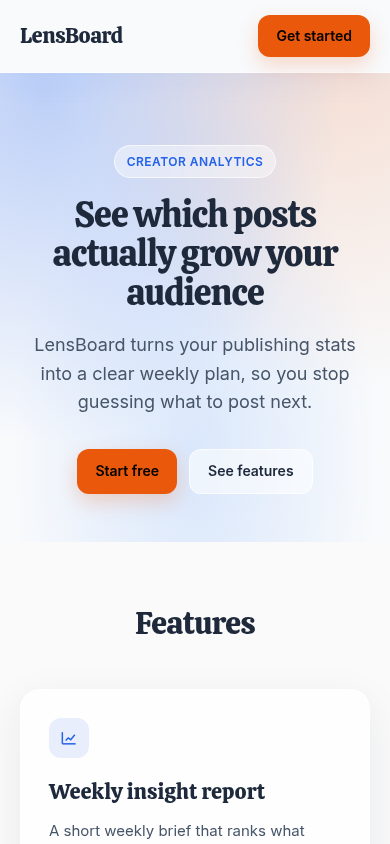 LensBoard
Get started
CREATOR ANALYTICS
See which posts
actually grow your
audience
LensBoard turns your publishing stats
into a clear weekly plan, so you stop
guessing what to post next.
Start free
See features
Features
Weekly insight report
A short weekly brief that ranks what